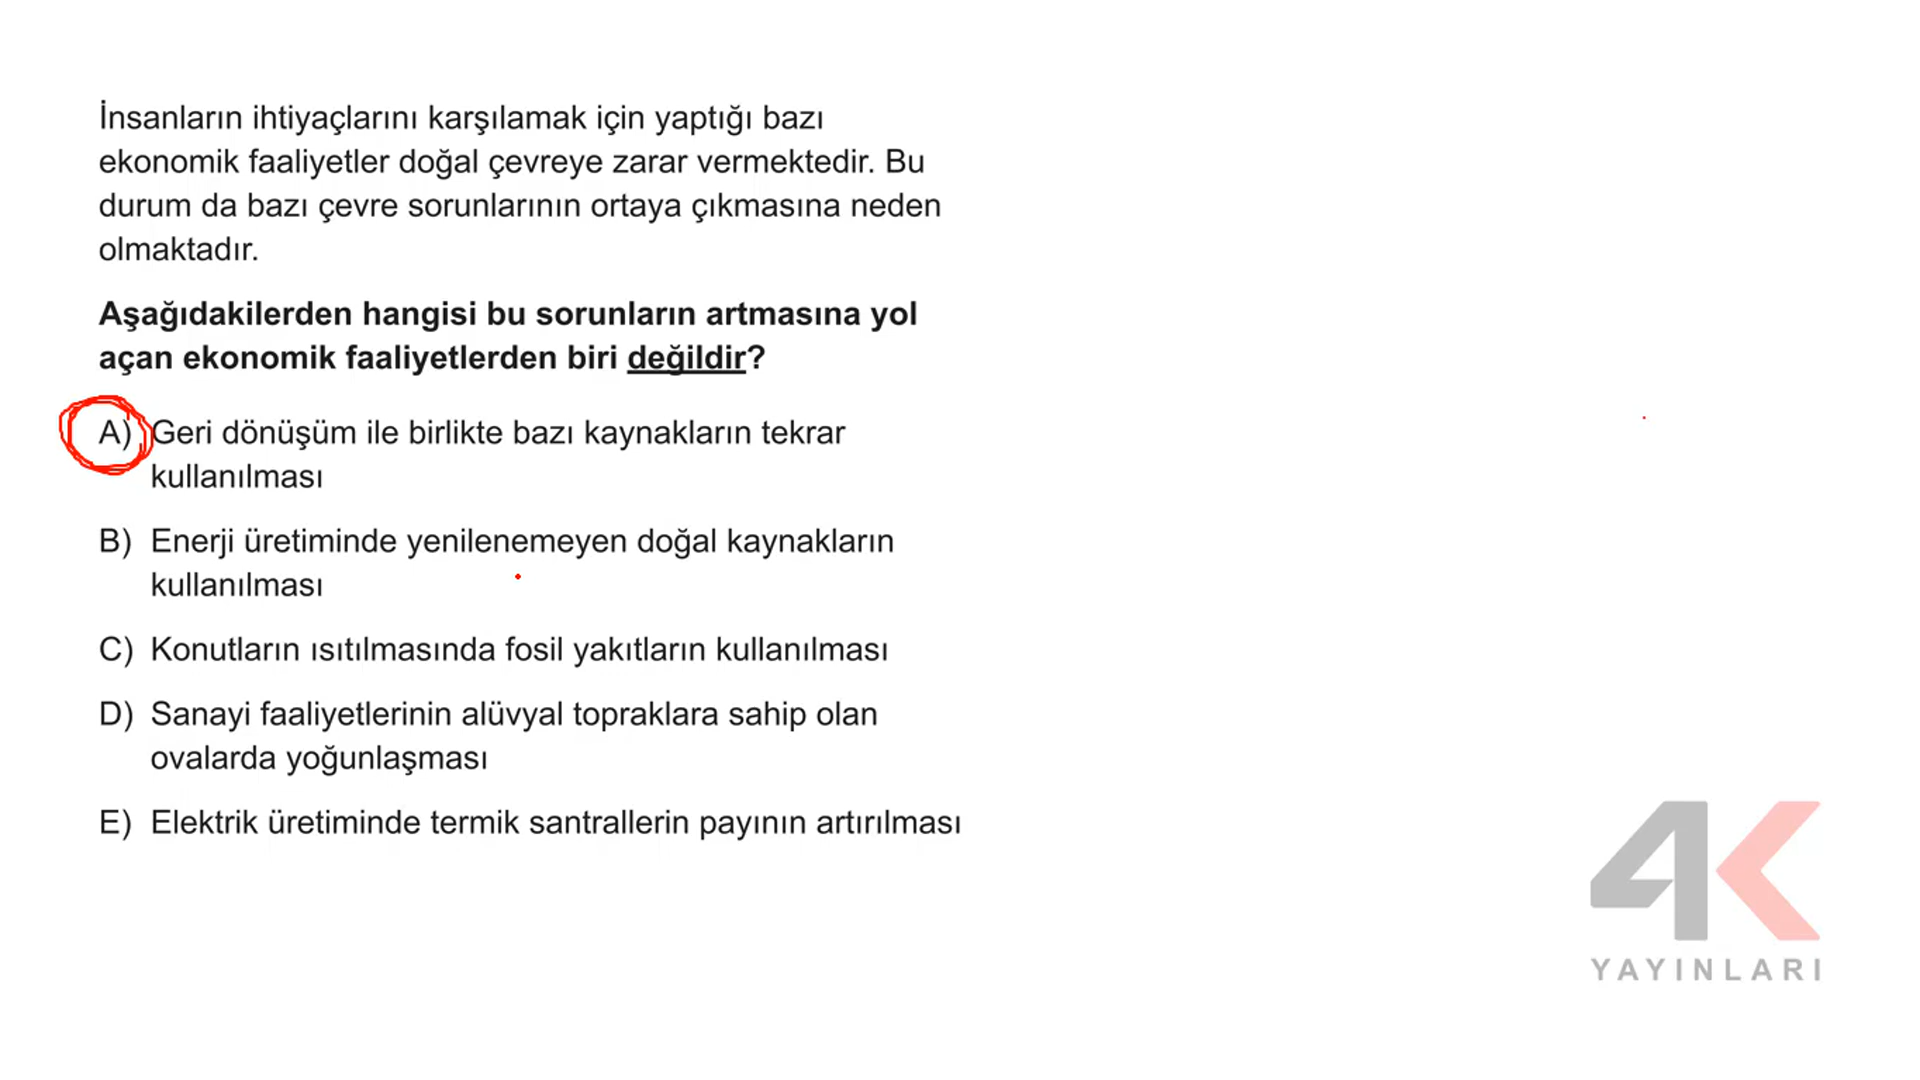 İnsanların ihtiyaçlarını karşılamak için yaptığı bazı
ekonomik faaliyetler doğal çevreye zarar vermektedir. Bu
durum da bazı çevre sorunlarının ortaya çıkmasına neden
olmaktadır.
Aşağıdakilerden hangisi bu sorunların artmasına yol
açan ekonomik faaliyetlerden biri değildir?
A) Geri dönüşüm ile birlikte bazı kaynakların tekrar
kullanılması
B) Enerji üretiminde yenilenemeyen doğal kaynakların
kullanılması
C) Konutların ısıtılmasında fosil yakıtların kullanılması
D) Sanayi faaliyetlerinin alüvyal topraklara sahip olan
ovalarda yoğunlaşması
E) Elektrik üretiminde termik santrallerin payının artırılması
4K
YAYINLARI